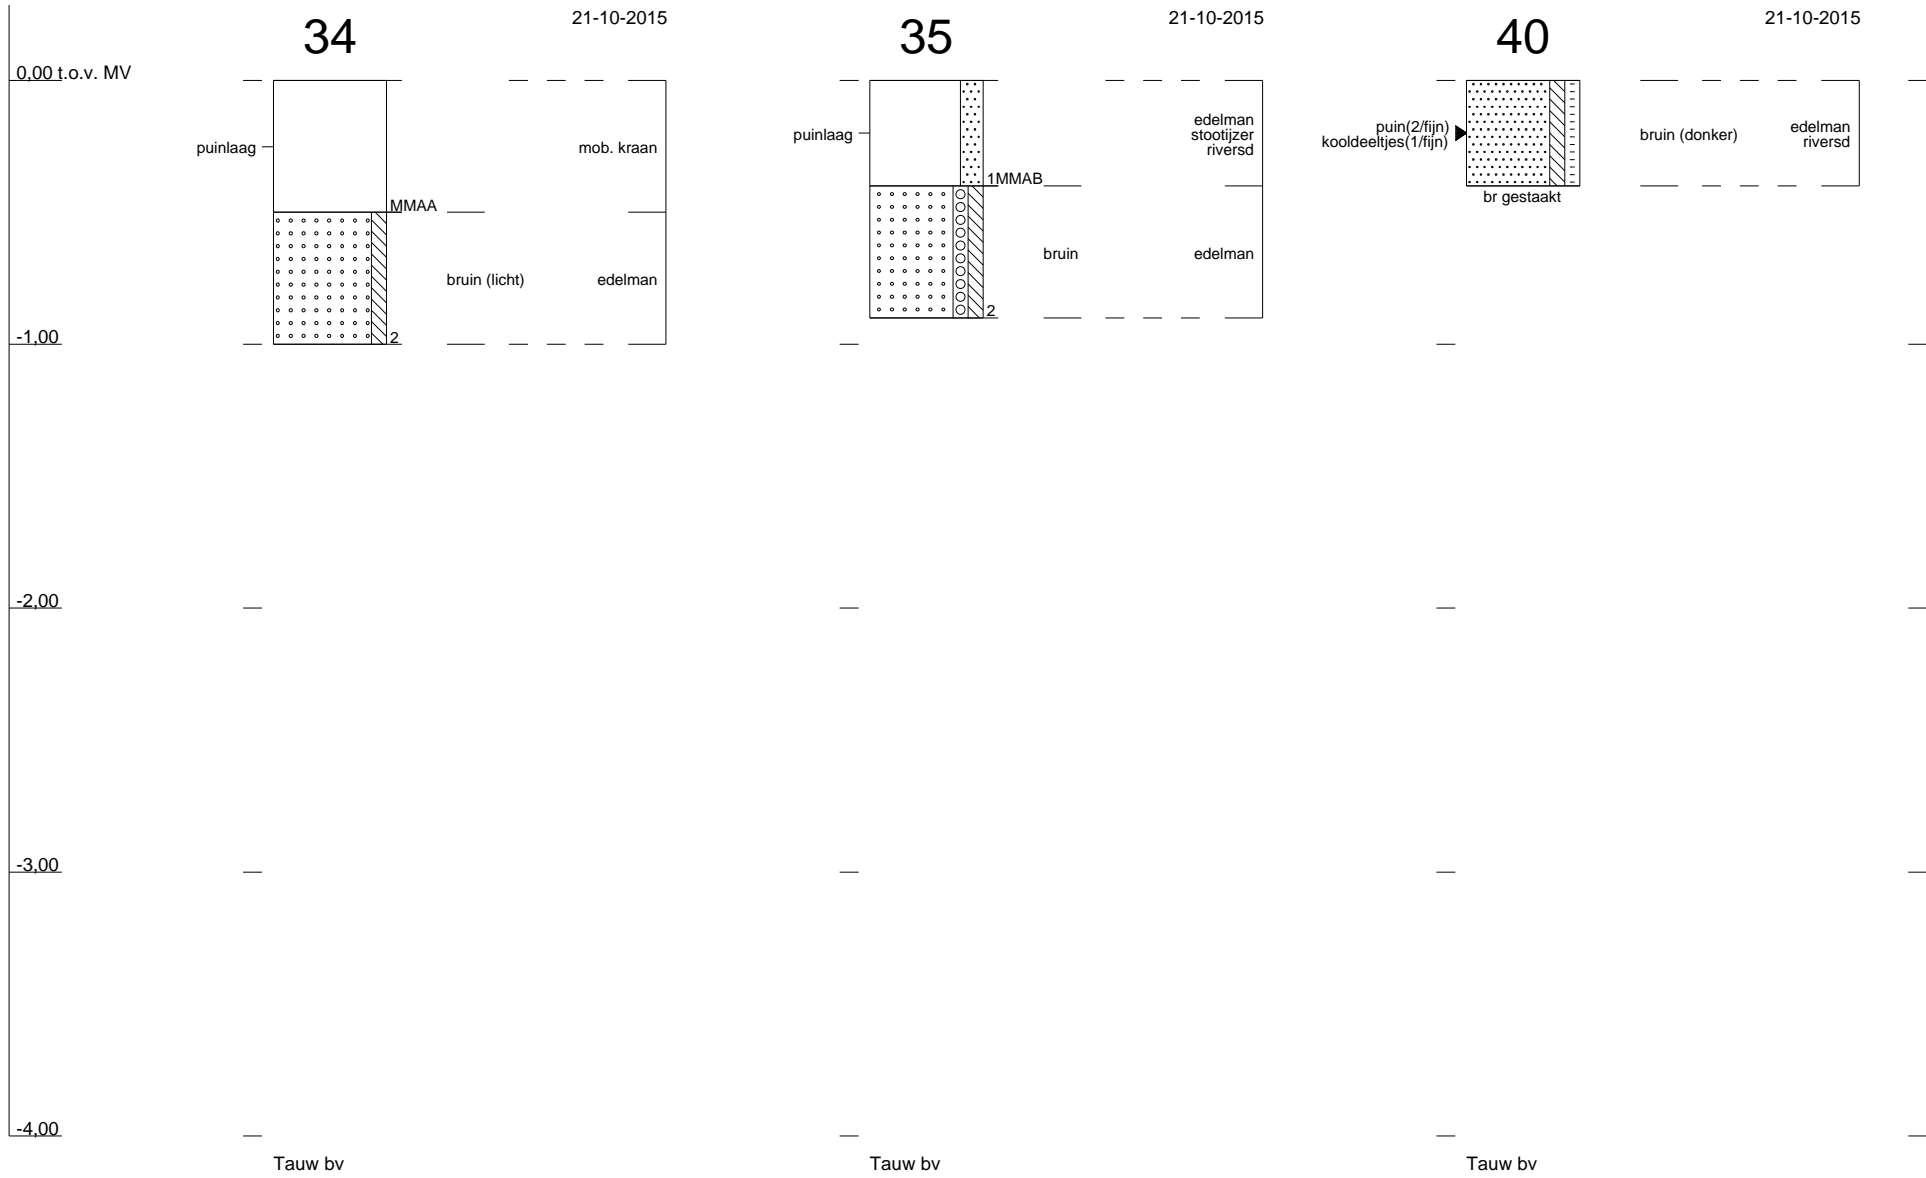 21-10-2015
21-10-2015
21-10-2015
34
35
40
0,00 t.o.v. MV
puinlaag
mob. kraan
MMAA
bruin (licht)
edelman
2
puinlaag
edelman
stootijzer
riversd
1MMAB
bruin
edelman
2
puin(2/fijn)
kooldeeltjes(1/fijn)
bruin (donker)
edelman
riversd
br gestaakt
-1,00
-2,00
-3,00
-4,00
Tauw bv
Tauw bv
Tauw bv